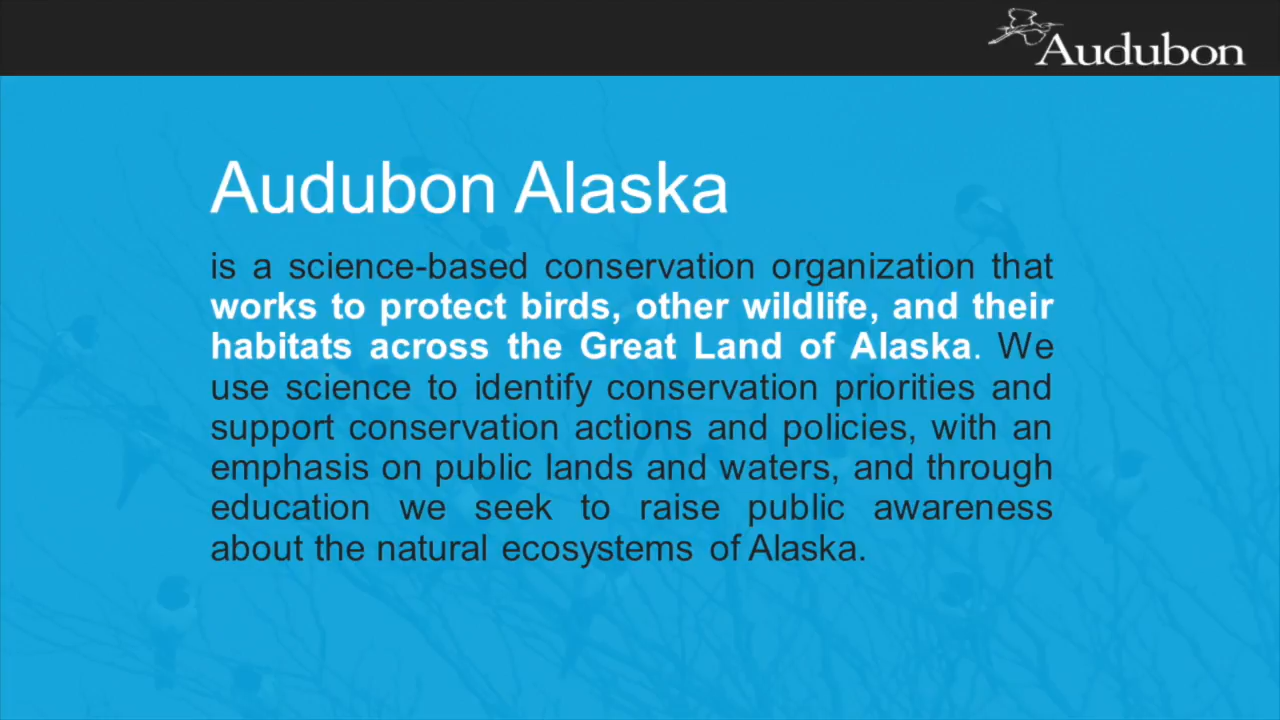 Audubon
Audubon Alaska
is a science-based conservation organization that
works to protect birds, other wildlife, and their
habitats across the Great Land of Alaska. We
use science to identify conservation priorities and
support conservation actions and policies, with an
emphasis on public lands and waters, and through
education we seek to raise public awareness
about the natural ecosystems of Alaska.